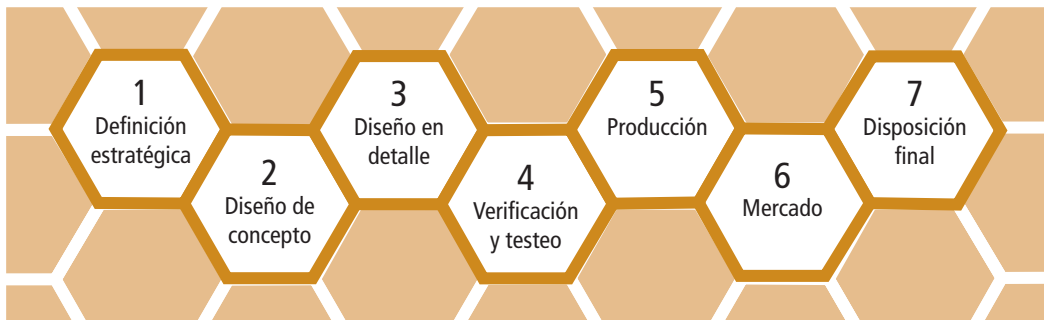 1
Definición
estratégica
2
Diseño de
concepto
3
Diseño en
detalle
4
Verificación
y testeo
5
Producción
6
Mercado
7
Disposición
final